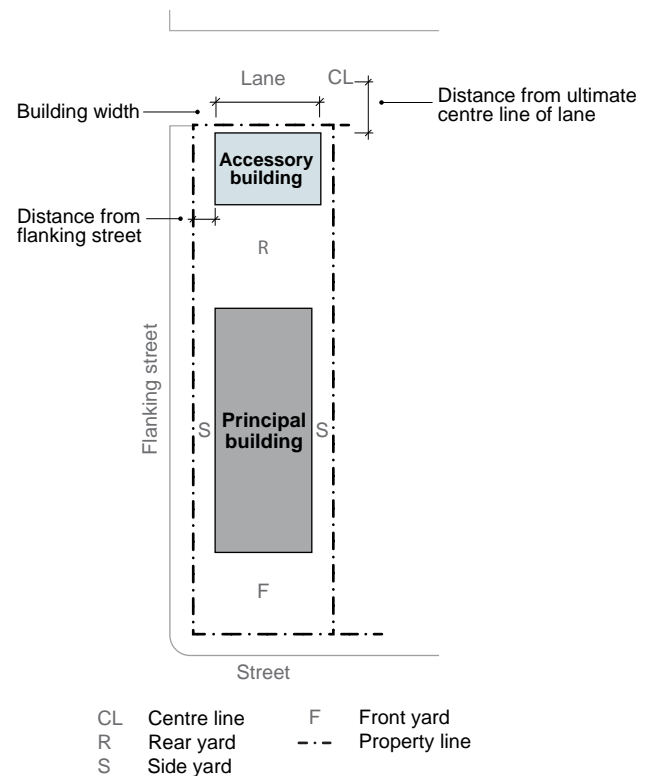 Lane
CL
Building width
Distance from ultimate
centre line of lane
Accessory
building
Distance from
flanking street
R
Flanking street
S
Principal
building
S
F
Street
CL Centre line
F Front yard
R Rear yard
Property line
S Side yard